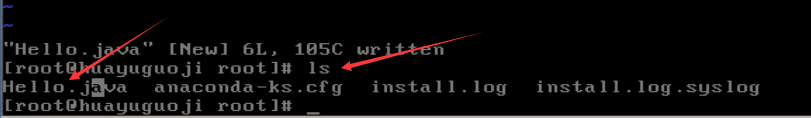 ~
~
"Hello.java" [New] 6L, 105C written
[root@huayuguoji root]# ls
Hello.java anaconda-ks.cfg install.log install.log.syslog
[root@huayuguoji root]# _